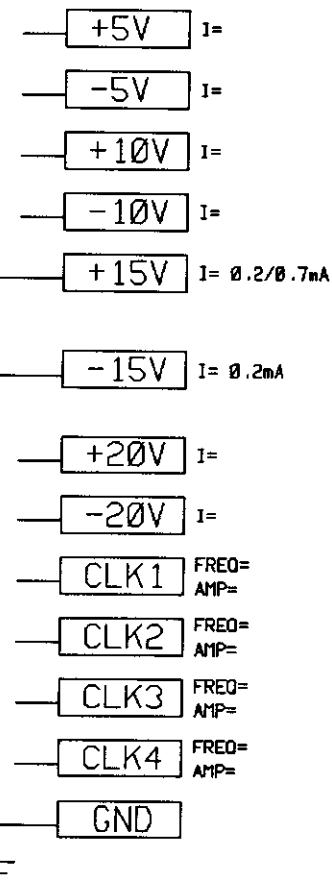 +5V I=
-5V I=
+10V I=
-10V I=
+15V I= 0.2/0.7mA
-15V I= 0.2mA
+20V I=
-20V I=
CLK1 FREQ=
AMP=
CLK2 FREQ=
AMP=
CLK3 FREQ=
AMP=
CLK4 FREQ=
AMP=
GND